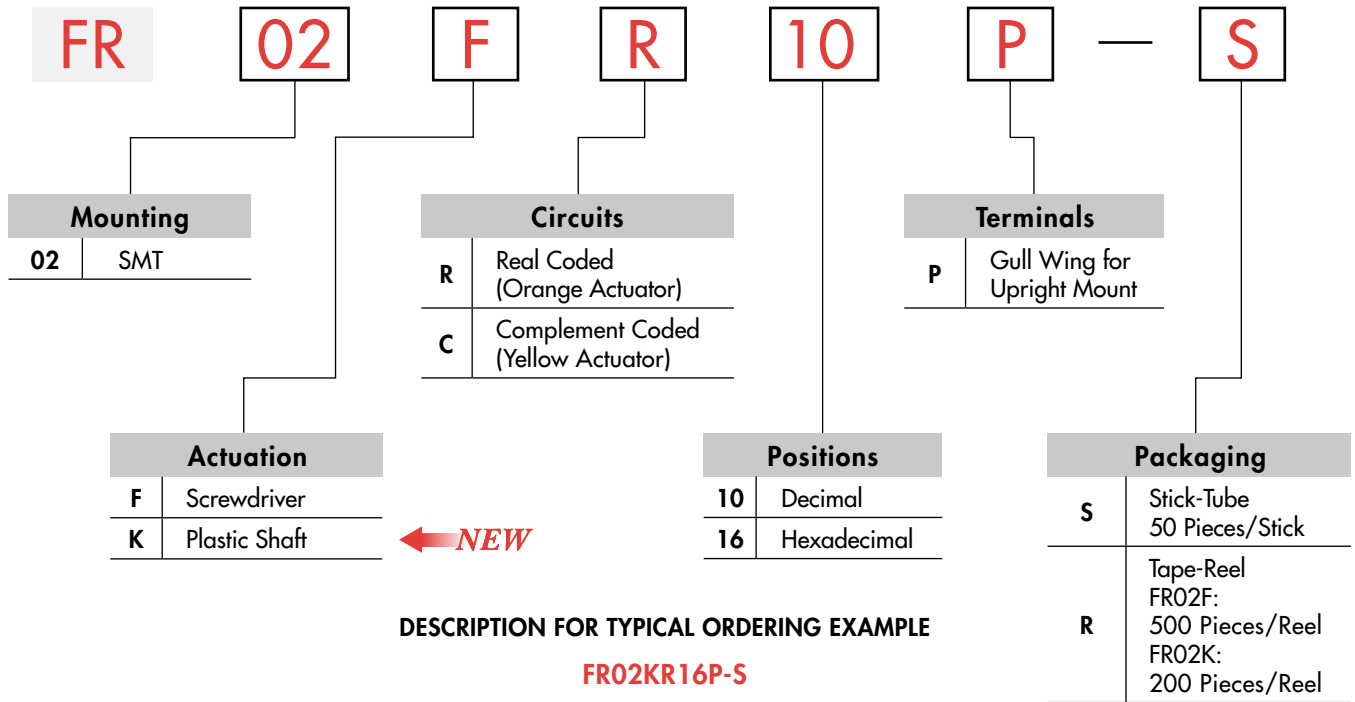 FR 02 F R 10 P — S
Mounting
02 SMT
Circuits
R Real Coded
(Orange Actuator)
C Complement Coded
(Yellow Actuator)
Terminals
P Gull Wing for
Upright Mount
Actuation
F Screwdriver
K Plastic Shaft NEW
Positions
10 Decimal
16 Hexadecimal
Packaging
S Stick-Tube
50 Pieces/Stick
R Tape-Reel
FR02F:
500 Pieces/Reel
FR02K:
200 Pieces/Reel
DESCRIPTION FOR TYPICAL ORDERING EXAMPLE
FR02KR16P-S